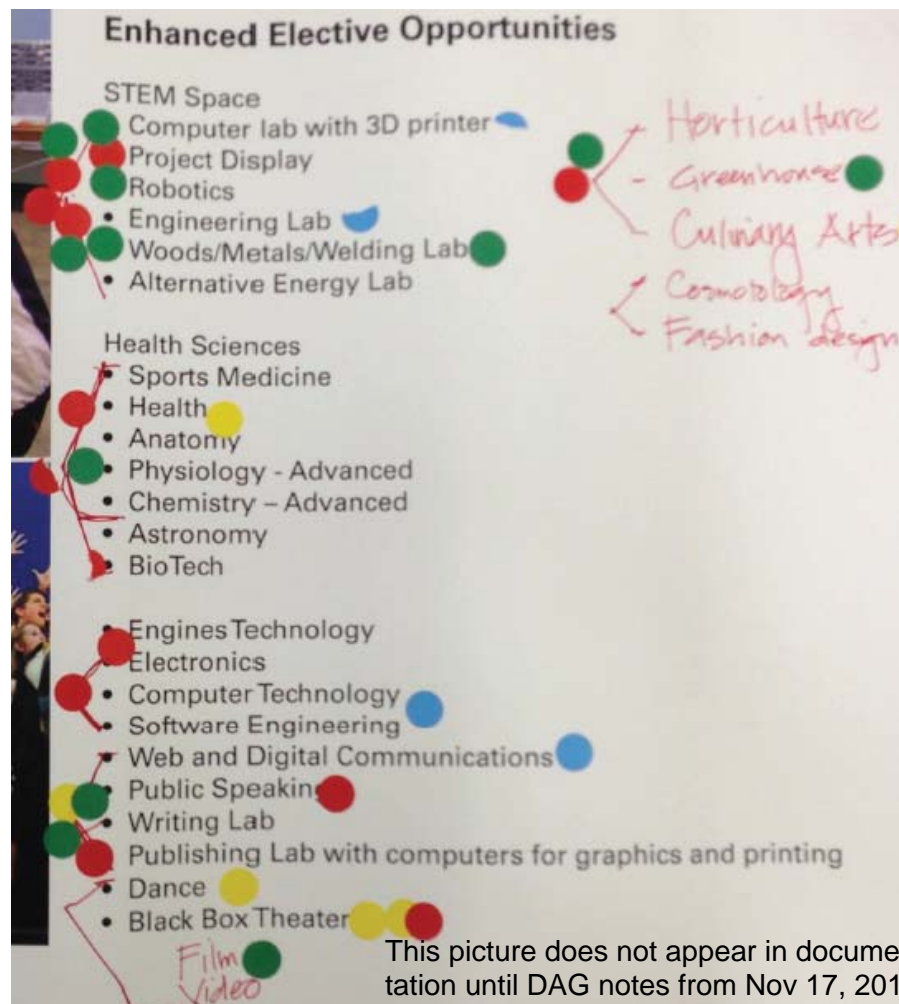 Enhanced Elective Opportunities
STEM Space
Computer lab with 3D printer
Project Display
Robotics
• Engineering Lab
Woods/Metals/Welding Lab
• Alternative Energy Lab
Health Sciences
• Sports Medicine
• Health
• Anatomy
• Physiology - Advanced
• Chemistry – Advanced
• Astronomy
• BioTech
• Engines Technology
Electronics
• Computer Technology
• Software Engineering
• Web and Digital Communications
• Public Speaking
• Writing Lab
Publishing Lab with computers for graphics and printing
• Dance
• Black Box Theater
Film
Video
- Horticulture
- Greenhouse
- Culinary Arts
Cosmotology
Fashion design
This picture does not appear in docume
tation until DAG notes from Nov 17, 201